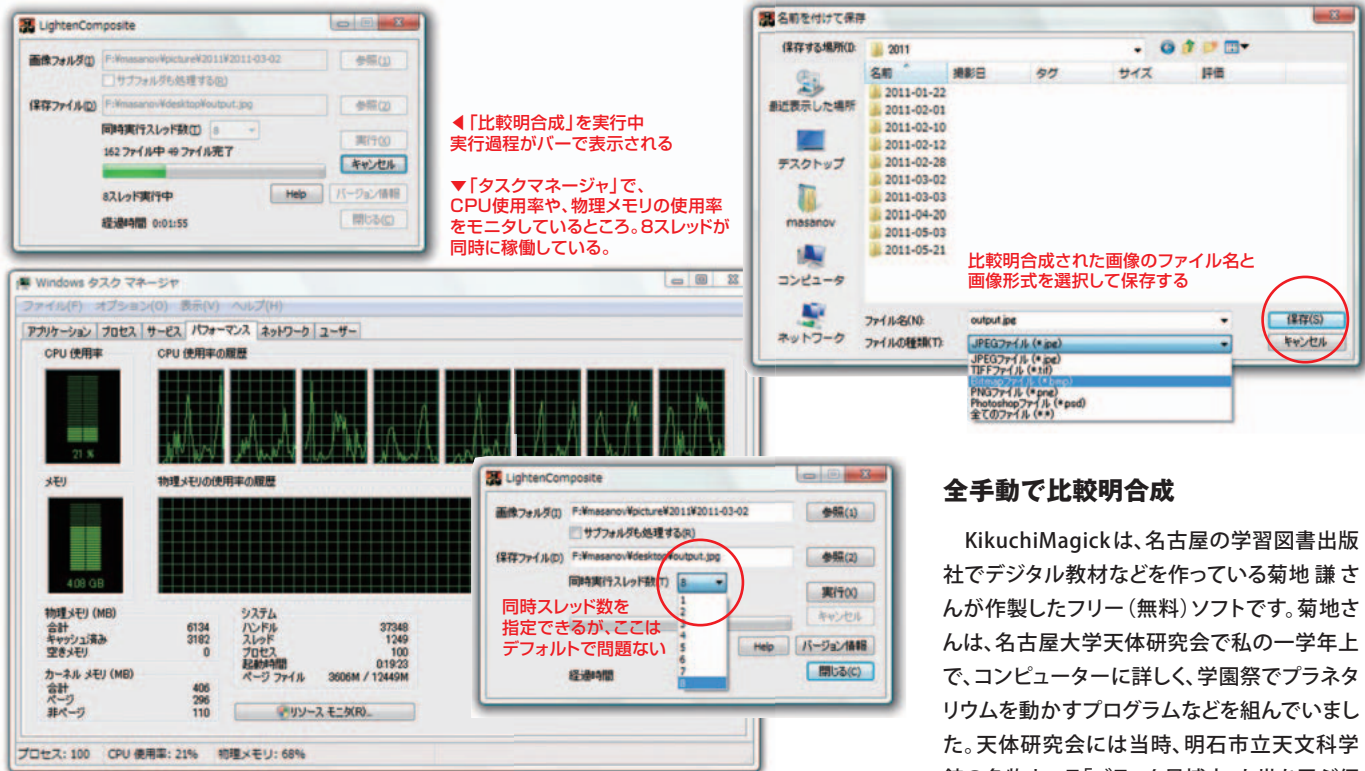 LightenComposite
画像フォルダ(I) F:¥masanov¥picture¥2011¥2011-03-02 参照(1)
サブフォルダも処理する(R)
保存ファイル(D) F:¥masanov¥desktop¥output.jpg 参照(2)
同時実行スレッド数(T) 8
実行(X)
162 ファイル中 49 ファイル完了
キャンセル
8スレッド実行中 Help バージョン情報
経過時間 0:01:55 閉じる(C)
◀「比較明合成」を実行中
実行過程がバーで表示される
▼「タスクマネージャ」で、
CPU使用率や、物理メモリの使用率
をモニタしているところ。8スレッドが
同時に稼働している。
名前を付けて保存
保存する場所(I): 2011
名前 撮影日 タグ サイズ 評価
2011-01-22
2011-02-01
2011-02-10
2011-02-12
2011-02-28
2011-03-02
2011-03-03
2011-04-20
2011-05-03
2011-05-21
最近表示した場所
デスクトップ
masanov
コンピュータ
ネットワーク
比較明合成された画像のファイル名と
画像形式を選択して保存する
ファイル名(N): output.jpg 保存(S)
ファイルの種類(T): JPEGファイル (*.jpg) キャンセル
JPEGファイル (*.jpg)
TIFFファイル (*.tif)
Bitmapファイル (*.bmp)
PNGファイル (*.png)
Photoshopファイル (*.psd)
全てのファイル (*.*)
Windows タスク マネージャ
ファイル(F) オプション(O) 表示(V) ヘルプ(H)
アプリケーション プロセス サービス パフォーマンス ネットワーク ユーザー
CPU 使用率 CPU 使用率の履歴
21 %
メモリ 物理メモリの使用率の履歴
4.08 GB
物理メモリ (MB)
合計 6134
キャッシュ済み 3182
空きメモリ 0
カーネル メモリ (MB)
合計 406
ページ 296
非ページ 110
システム
ハンドル 37348
スレッド 1249
プロセス 100
起動時間 0:19:23
ページ ファイル 3606M / 12449M
リソース モニタ(R)...
プロセス: 100 CPU 使用率: 21% 物理メモリ: 68%
LightenComposite
画像フォルダ(I) F:¥masanov¥picture¥2011¥2011-03-02 参照(1)
サブフォルダも処理する(R)
保存ファイル(D) F:¥masanov¥desktop¥output.jpg 参照(2)
同時実行スレッド数(T) 8
実行(X)
キャンセル
1
2
3
4
5
6
7
Help バージョン情報
経過時間 閉じる(C)
同時スレッド数を
指定できるが、ここは
デフォルトで問題ない
全手動で比較明合成
KikuchiMagickは、名古屋の学習図書出版
社でデジタル教材などを作っている菊地 謙 さ
んが作製したフリー(無料)ソフトです。菊地さ
んは、名古屋大学天体研究会で私の一学年上
で、コンピューターに詳しく、学園祭でプラネタ
リウムを動かすプログラムなどを組んでいまし
た。天体研究会には当時、明石市立天文科学